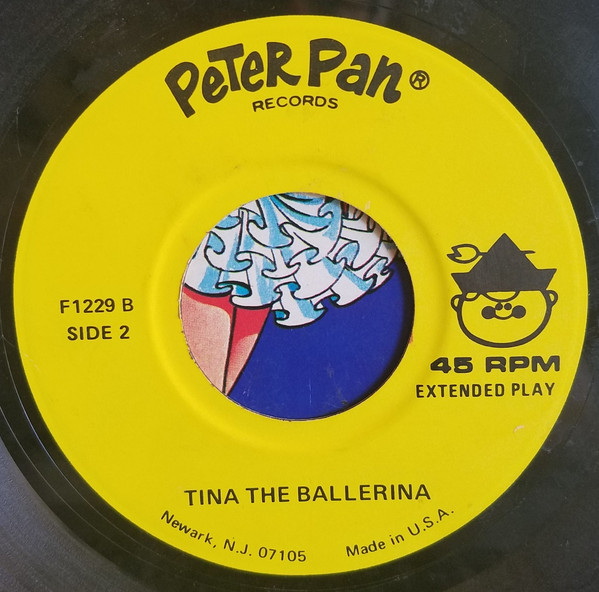 PETER PAN®
RECORDS
F1229 B
SIDE 2
45 RPM
EXTENDED PLAY
TINA THE BALLERINA
Newark, N.J. 07105
Made in U.S.A.